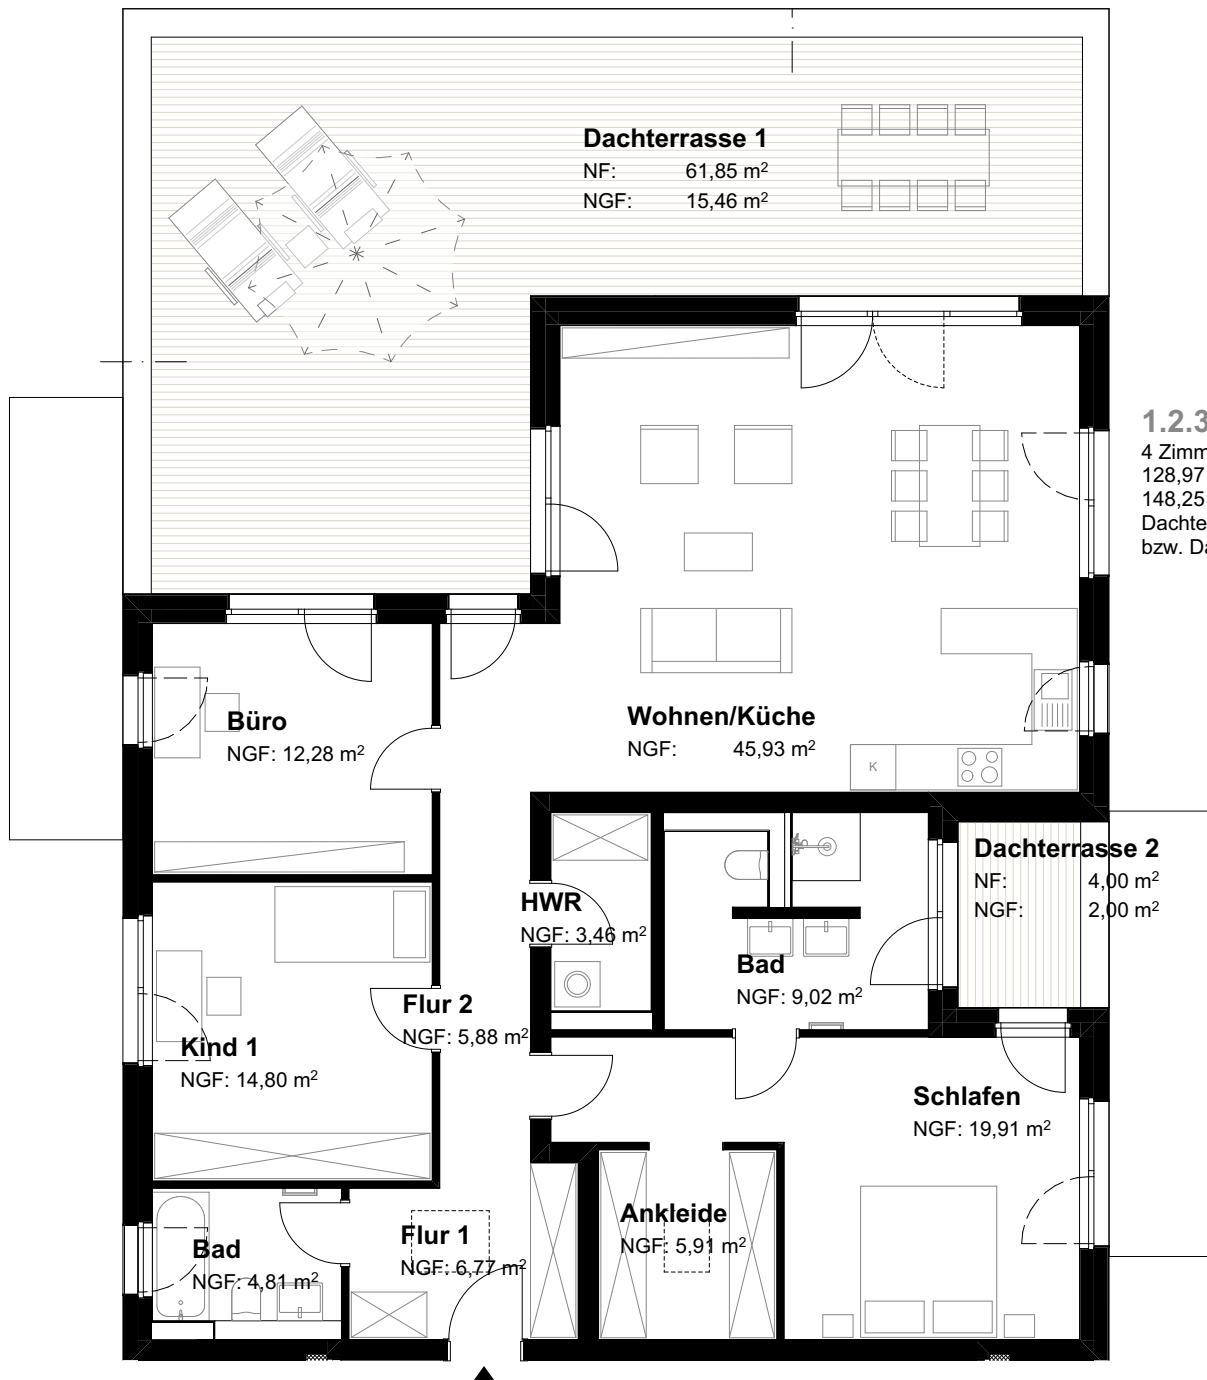 Dachterrasse 1
NF: 61,85 m²
NGF: 15,46 m²
1.2.3
4 Zimm
128,97
148,25
Dachte
bzw. Da
Büro
NGF: 12,28 m²
Wohnen/Küche
NGF: 45,93 m²
K
Dachterrasse 2
NF: 4,00 m²
NGF: 2,00 m²
HWR
NGF: 3,46 m²
Bad
NGF: 9,02 m²
Flur 2
NGF: 5,88 m²
Kind 1
NGF: 14,80 m²
Schlafen
NGF: 19,91 m²
Ankleide
NGF: 5,91 m²
Flur 1
NGF: 6,77 m²
Bad
NGF: 4,81 m²